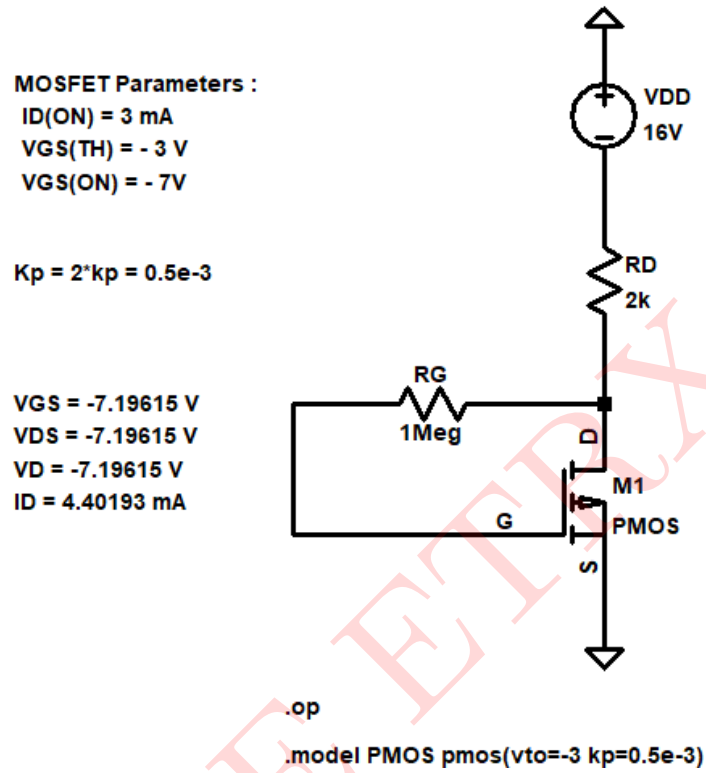 MOSFET Parameters :
ID(ON) = 3 mA
VGS(TH) = - 3 V
VGS(ON) = - 7V
Kp = 2*kp = 0.5e-3
VGS = -7.19615 V
VDS = -7.19615 V
VD = -7.19615 V
ID = 4.40193 mA
VDD
16V
RD
2k
RG
1Meg
D
M1
G
PMOS
S
.op
.model PMOS pmos(vto=-3 kp=0.5e-3)
E ETRX